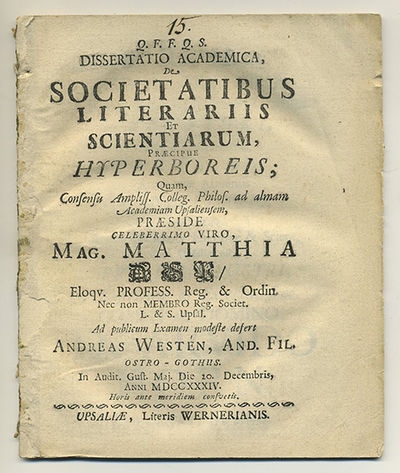 15.
Q. F. F. Q. S.
DISSERTATIO ACADEMICA,
De
SOCIETATIBUS
LITERARIIS
ET
SCIENTIARUM,
PRÆCIPUE
HYPERBOREIS;
Quam,
Consensu Ampliss. Colleg. Philos. ad almam
Academiam Upsaliensem,
PRÆSIDE
CELEBERRIMO VIRO,
MAG. MATTHIA
ASP/
Eloqv. PROFESS. Reg. & Ordin.
Nec non MEMBRO Reg. Societ.
L. & S. Upsal.
Ad publicum Examen modeste defert
ANDREAS WESTÉN, AND. FIL.
OSTRO-GOTHUS.
In Audit. Gust. Maj. Die 20. Decembris,
ANNI MDCCXXXIV.
Horis ante meridiem consvetis.
UPSALIÆ, Literis WERNERIANIS.